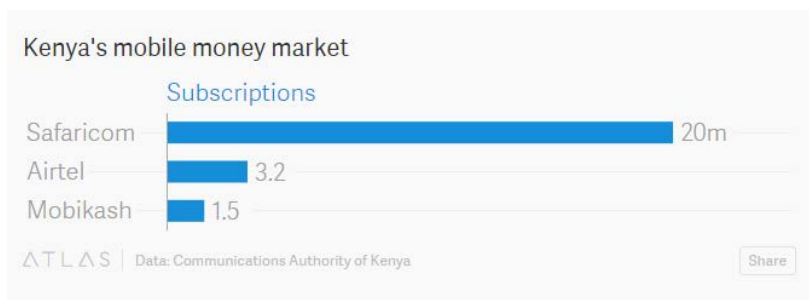 Kenya's mobile money market
Subscriptions
Safaricom 20m
Airtel 3.2
Mobikash 1.5
ATLAS Data: Communications Authority of Kenya Share